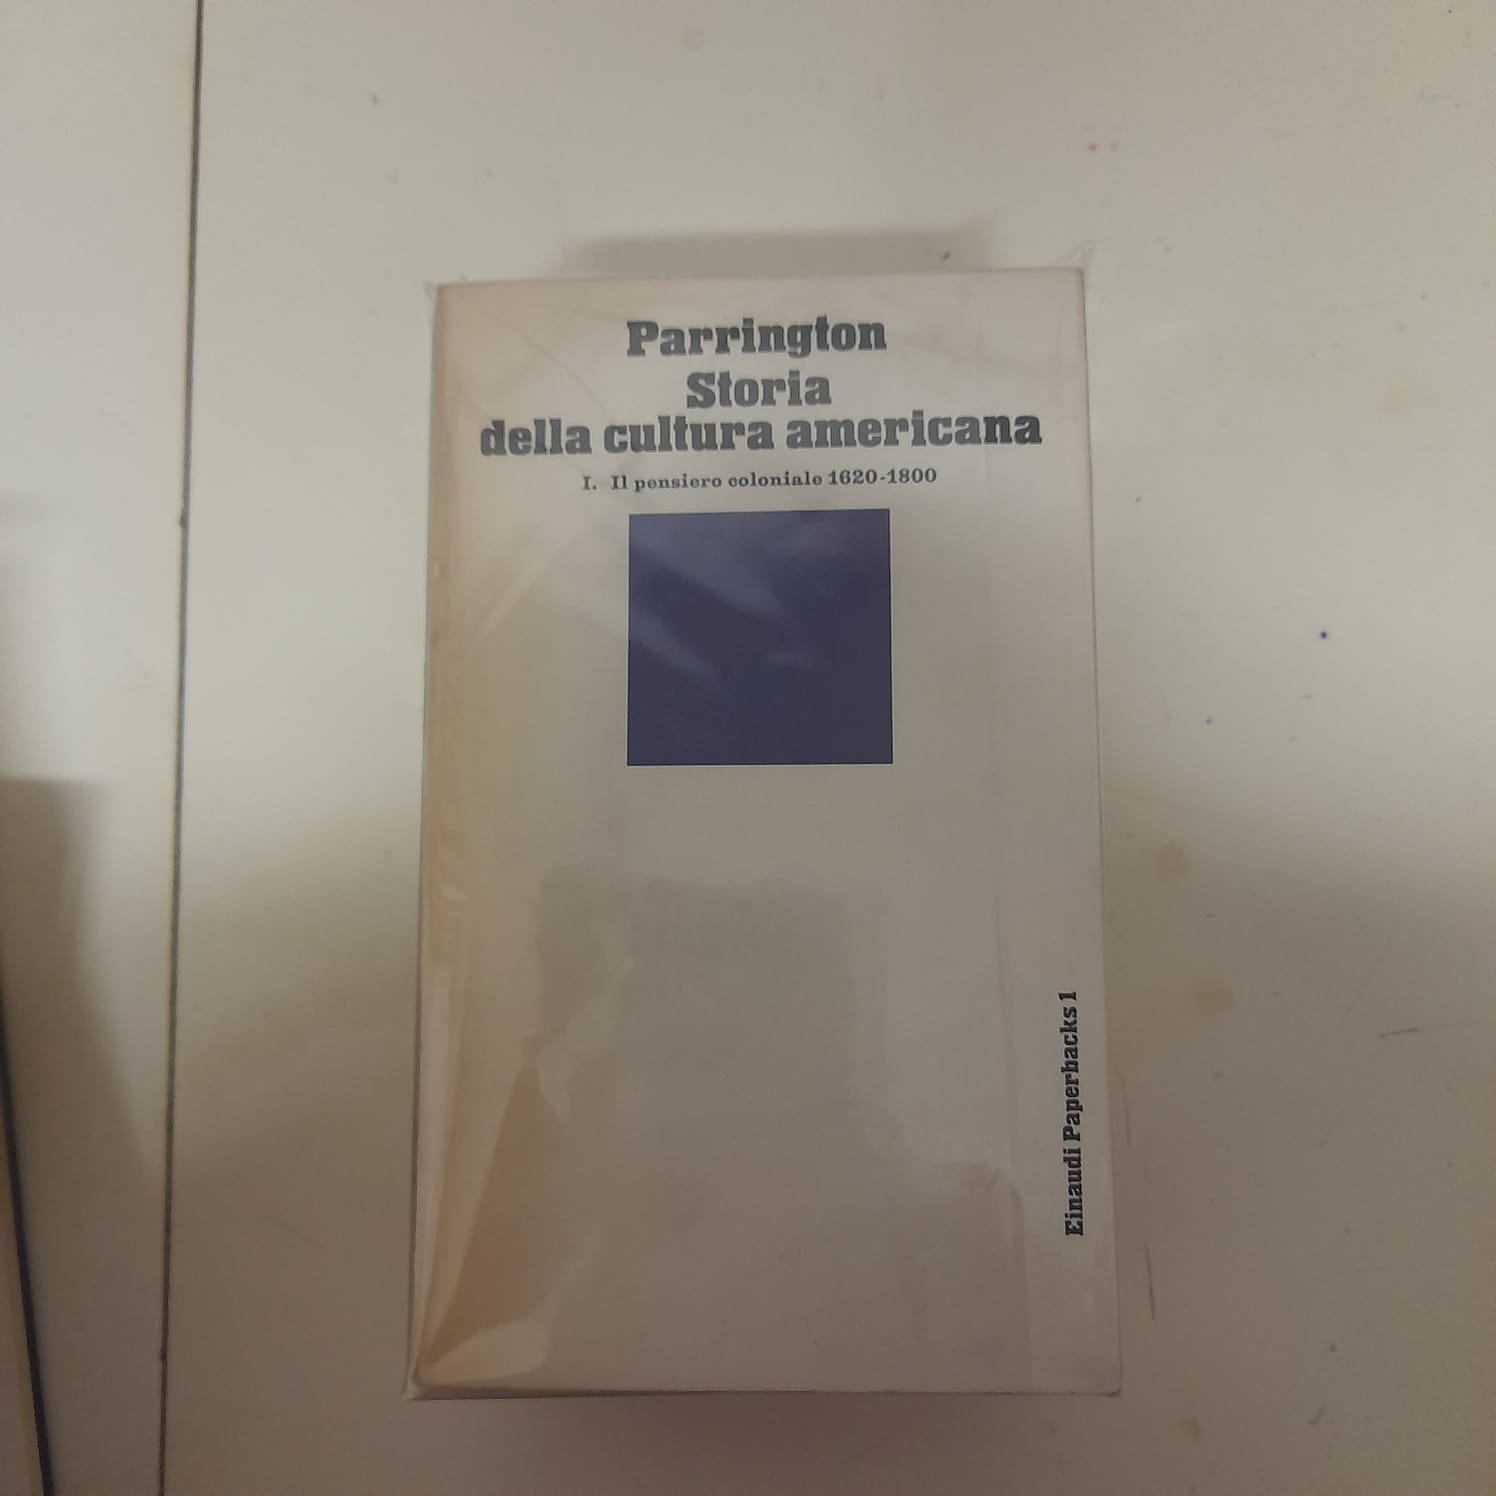 Parrington
Storia
della cultura americana
I. Il pensiero coloniale 1620-1800
Einaudi Paperbacks 1